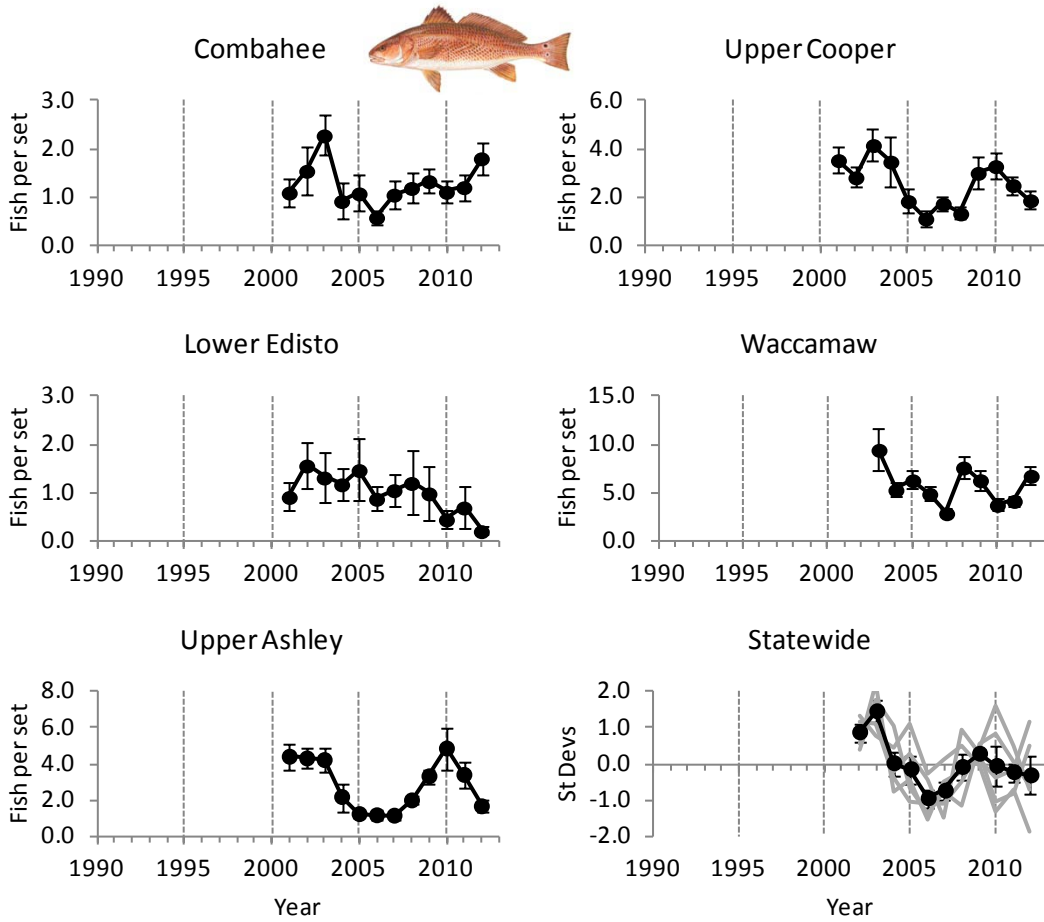 Combahee
Fish per set
3.0
2.0
1.0
0.0
1990 1995 2000 2005 2010
Upper Cooper
Fish per set
6.0
4.0
2.0
0.0
1990 1995 2000 2005 2010
Lower Edisto
Fish per set
3.0
2.0
1.0
0.0
1990 1995 2000 2005 2010
Waccamaw
Fish per set
15.0
10.0
5.0
0.0
1990 1995 2000 2005 2010
Upper Ashley
Fish per set
8.0
6.0
4.0
2.0
0.0
1990 1995 2000 2005 2010
Year
Statewide
St Devs
2.0
1.0
0.0
-1.0
-2.0
1990 1995 2000 2005 2010
Year